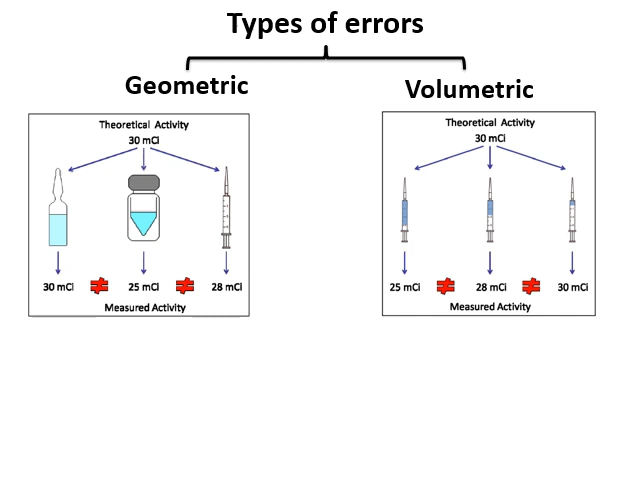 Types of errors
Geometric
Theoretical Activity
30 mCi
30 mCi ≠ 25 mCi ≠ 28 mCi
Measured Activity
Volumetric
Theoretical Activity
30 mCi
25 mCi ≠ 28 mCi ≠ 30 mCi
Measured Activity